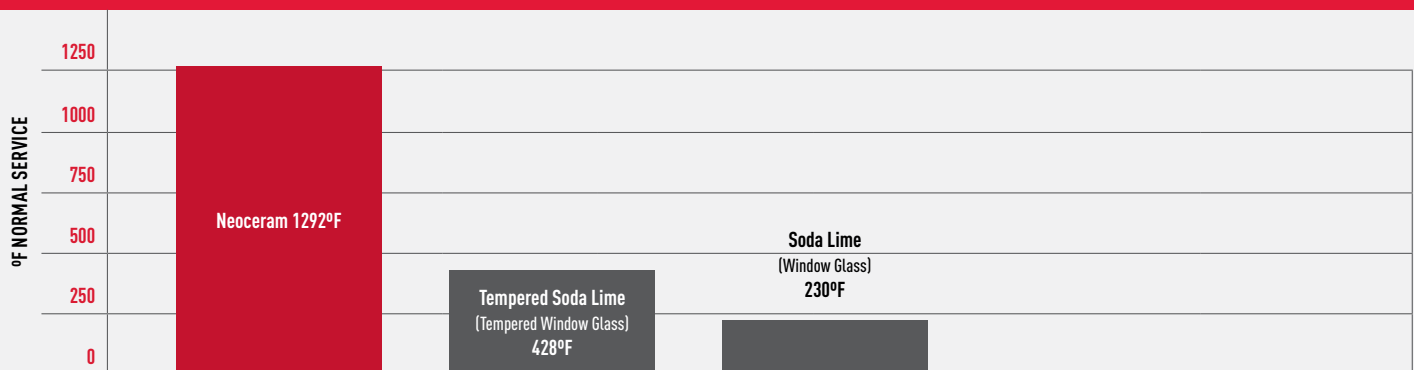 ºF NORMAL SERVICE
1250
1000
750
500
250
0
Neoceram 1292ºF
Tempered Soda Lime
(Tempered Window Glass)
428ºF
Soda Lime
(Window Glass)
230ºF